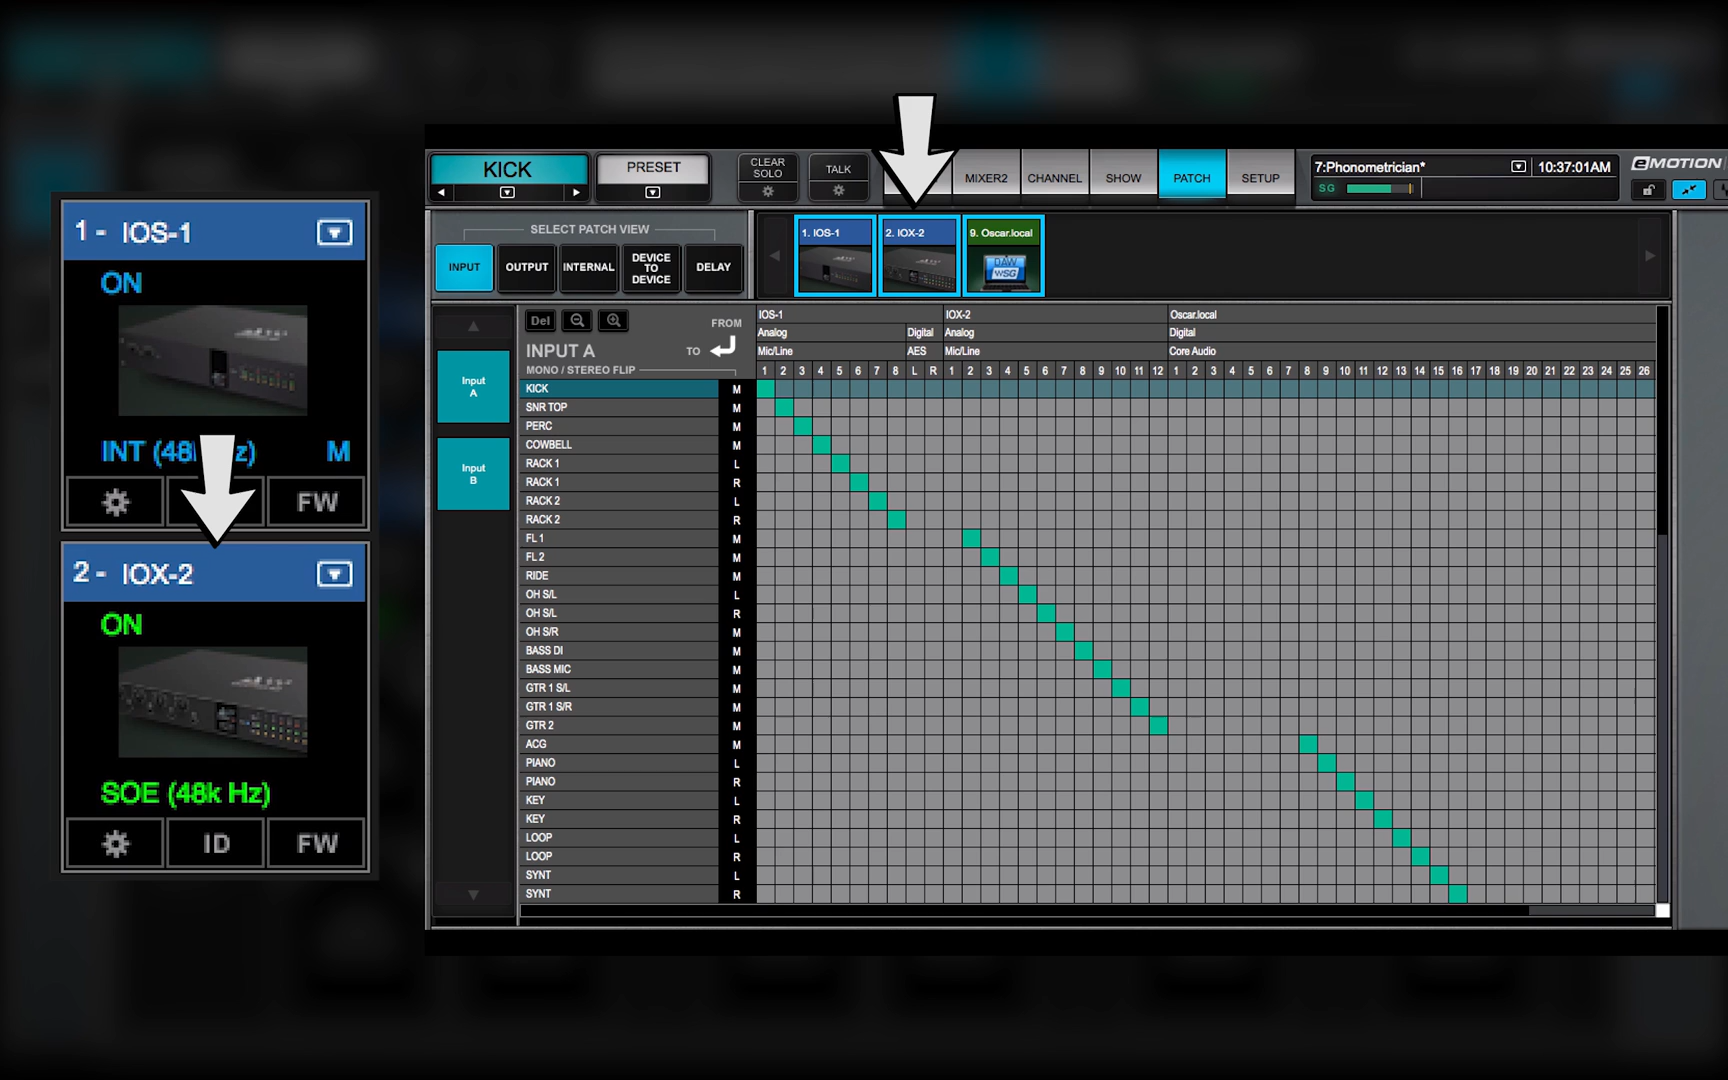 1 - IOS-1
ON
INT (48 z) M
FW
2 - IOX-2
ON
SOE (48k Hz)
ID FW
KICK
PRESET
CLEAR SOLO
TALK
MIXER2
CHANNEL
SHOW
PATCH
SETUP
7:Phonometrician*
10:37:01AM
SG
eMOTION
SELECT PATCH VIEW
INPUT
OUTPUT
INTERNAL
DEVICE TO DEVICE
DELAY
1. IOS-1
2. IOX-2
9. Oscar.local
DAW
WSG
Input A
Input B
Del
FROM
INPUT A
TO
MONO / STEREO FLIP
IOS-1 IOX-2 Oscar.local
Analog Digital Analog Digital
Mic/Line AES Mic/Line Core Audio
1 2 3 4 5 6 7 8 L R 1 2 3 4 5 6 7 8 9 10 11 12 1 2 3 4 5 6 7 8 9 10 11 12 13 14 15 16 17 18 19 20 21 22 23 24 25 26
KICK M
SNR TOP M
PERC M
COWBELL M
RACK 1 L
RACK 1 R
RACK 2 L
RACK 2 R
FL 1 M
FL 2 M
RIDE M
OH S/L L
OH S/L R
OH S/R M
BASS DI M
BASS MIC M
GTR 1 S/L M
GTR 1 S/R M
GTR 2 M
ACG M
PIANO L
PIANO R
KEY L
KEY R
LOOP L
LOOP R
SYNT L
SYNT R